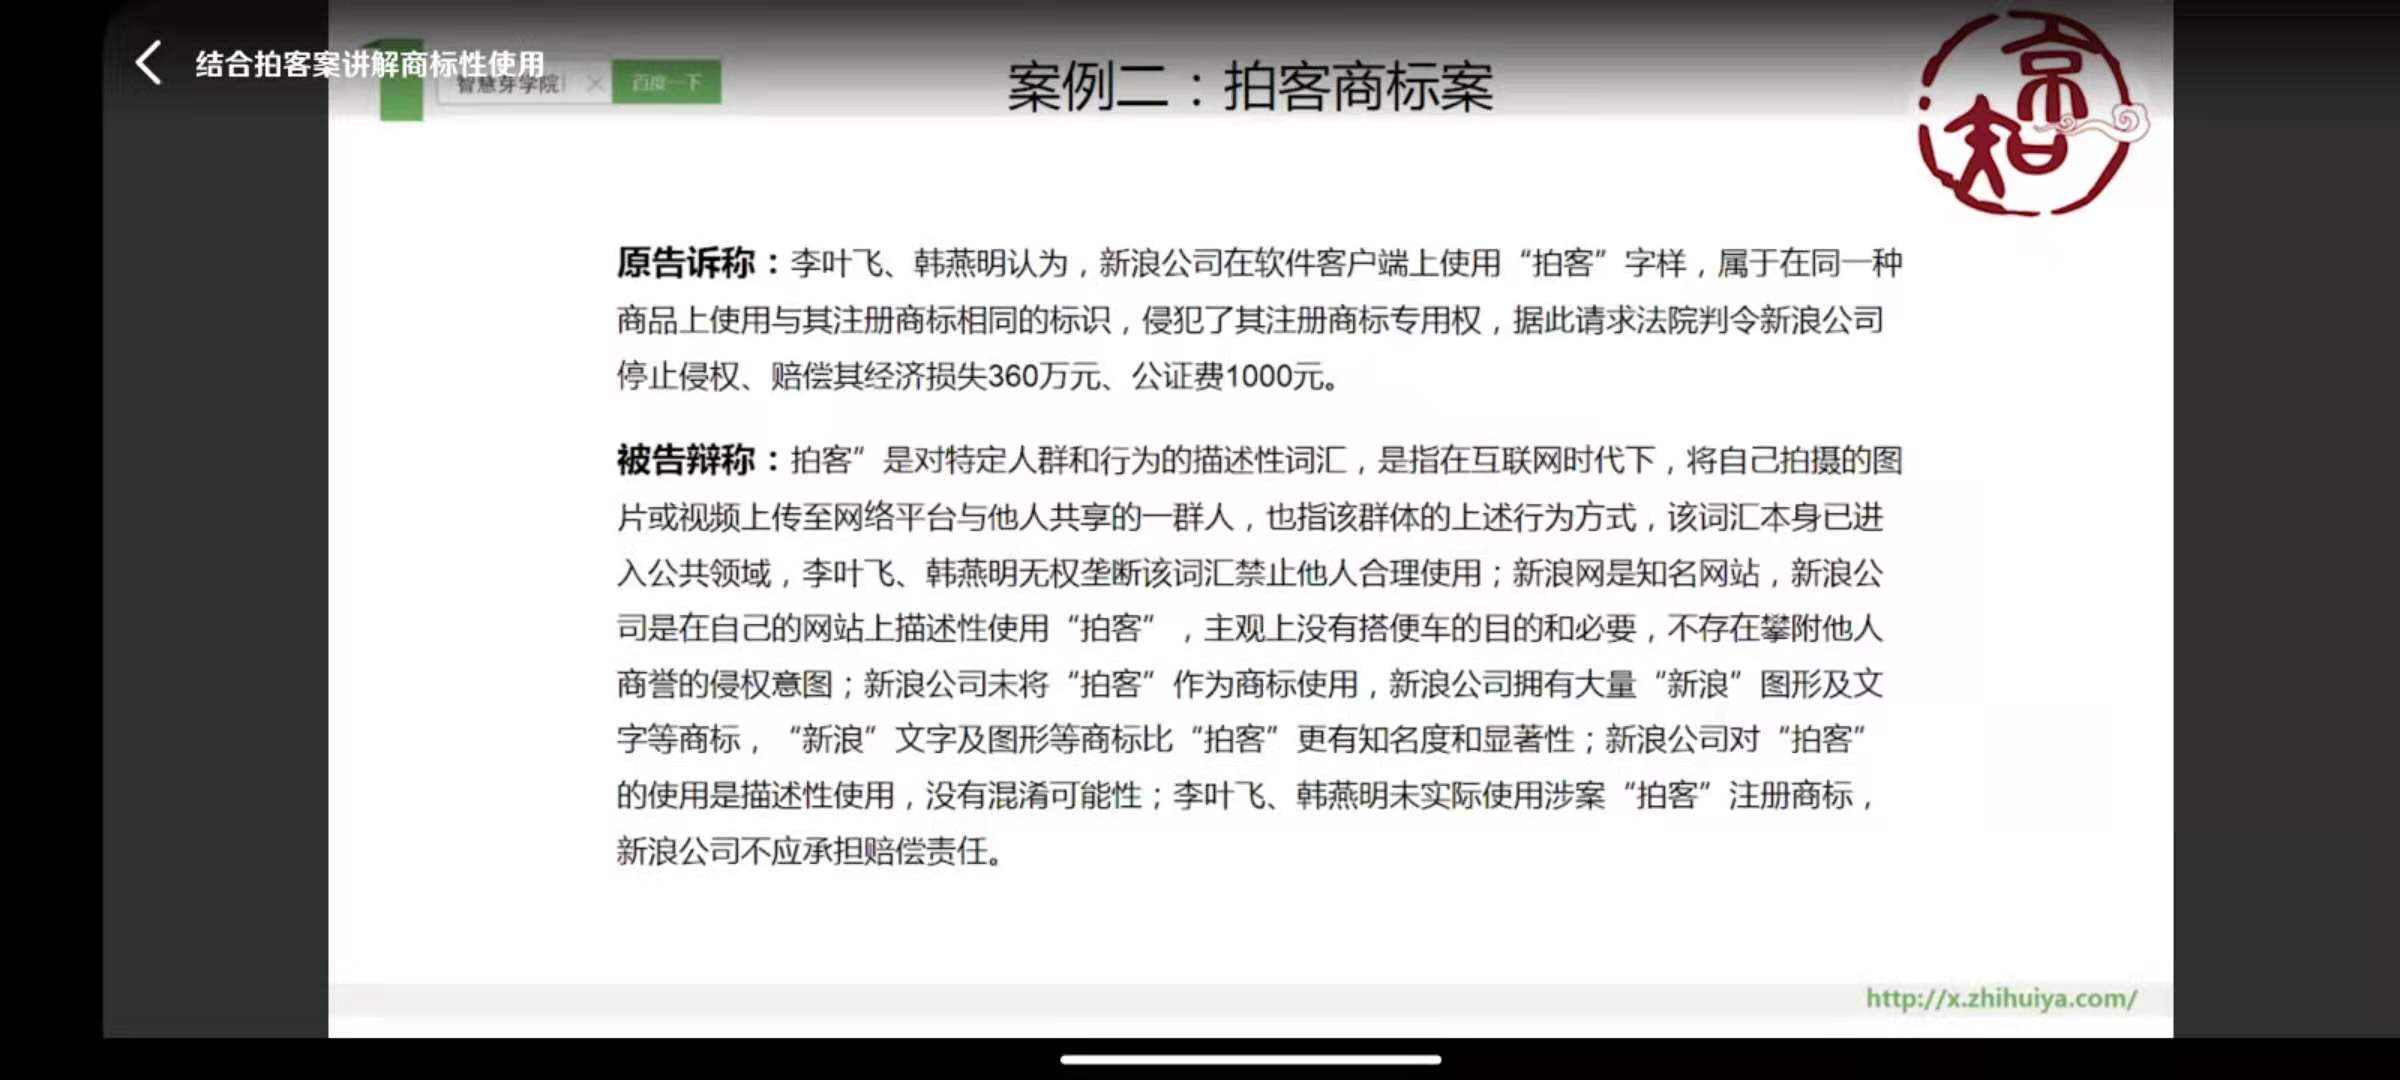 结合拍客案讲解商标性使用
智慧芽学院
百度一下
案例二：拍客商标案
京知
原告诉称：李叶飞、韩燕明认为，新浪公司在软件客户端上使用“拍客”字样，属于在同一种
商品上使用与其注册商标相同的标识，侵犯了其注册商标专用权，据此请求法院判令新浪公司
停止侵权、赔偿其经济损失360万元、公证费1000元。
被告辩称：拍客”是对特定人群和行为的描述性词汇，是指在互联网时代下，将自己拍摄的图
片或视频上传至网络平台与他人共享的一群人，也指该群体的上述行为方式，该词汇本身已进
入公共领域，李叶飞、韩燕明无权垄断该词汇禁止他人合理使用；新浪网是知名网站，新浪公
司是在自己的网站上描述性使用“拍客”，主观上没有搭便车的目的和必要，不存在攀附他人
商誉的侵权意图；新浪公司未将“拍客”作为商标使用，新浪公司拥有大量“新浪”图形及文
字等商标，“新浪”文字及图形等商标比“拍客”更有知名度和显著性；新浪公司对“拍客”
的使用是描述性使用，没有混淆可能性；李叶飞、韩燕明未实际使用涉案“拍客”注册商标，
新浪公司不应承担赔偿责任。
http://x.zhihuiya.com/